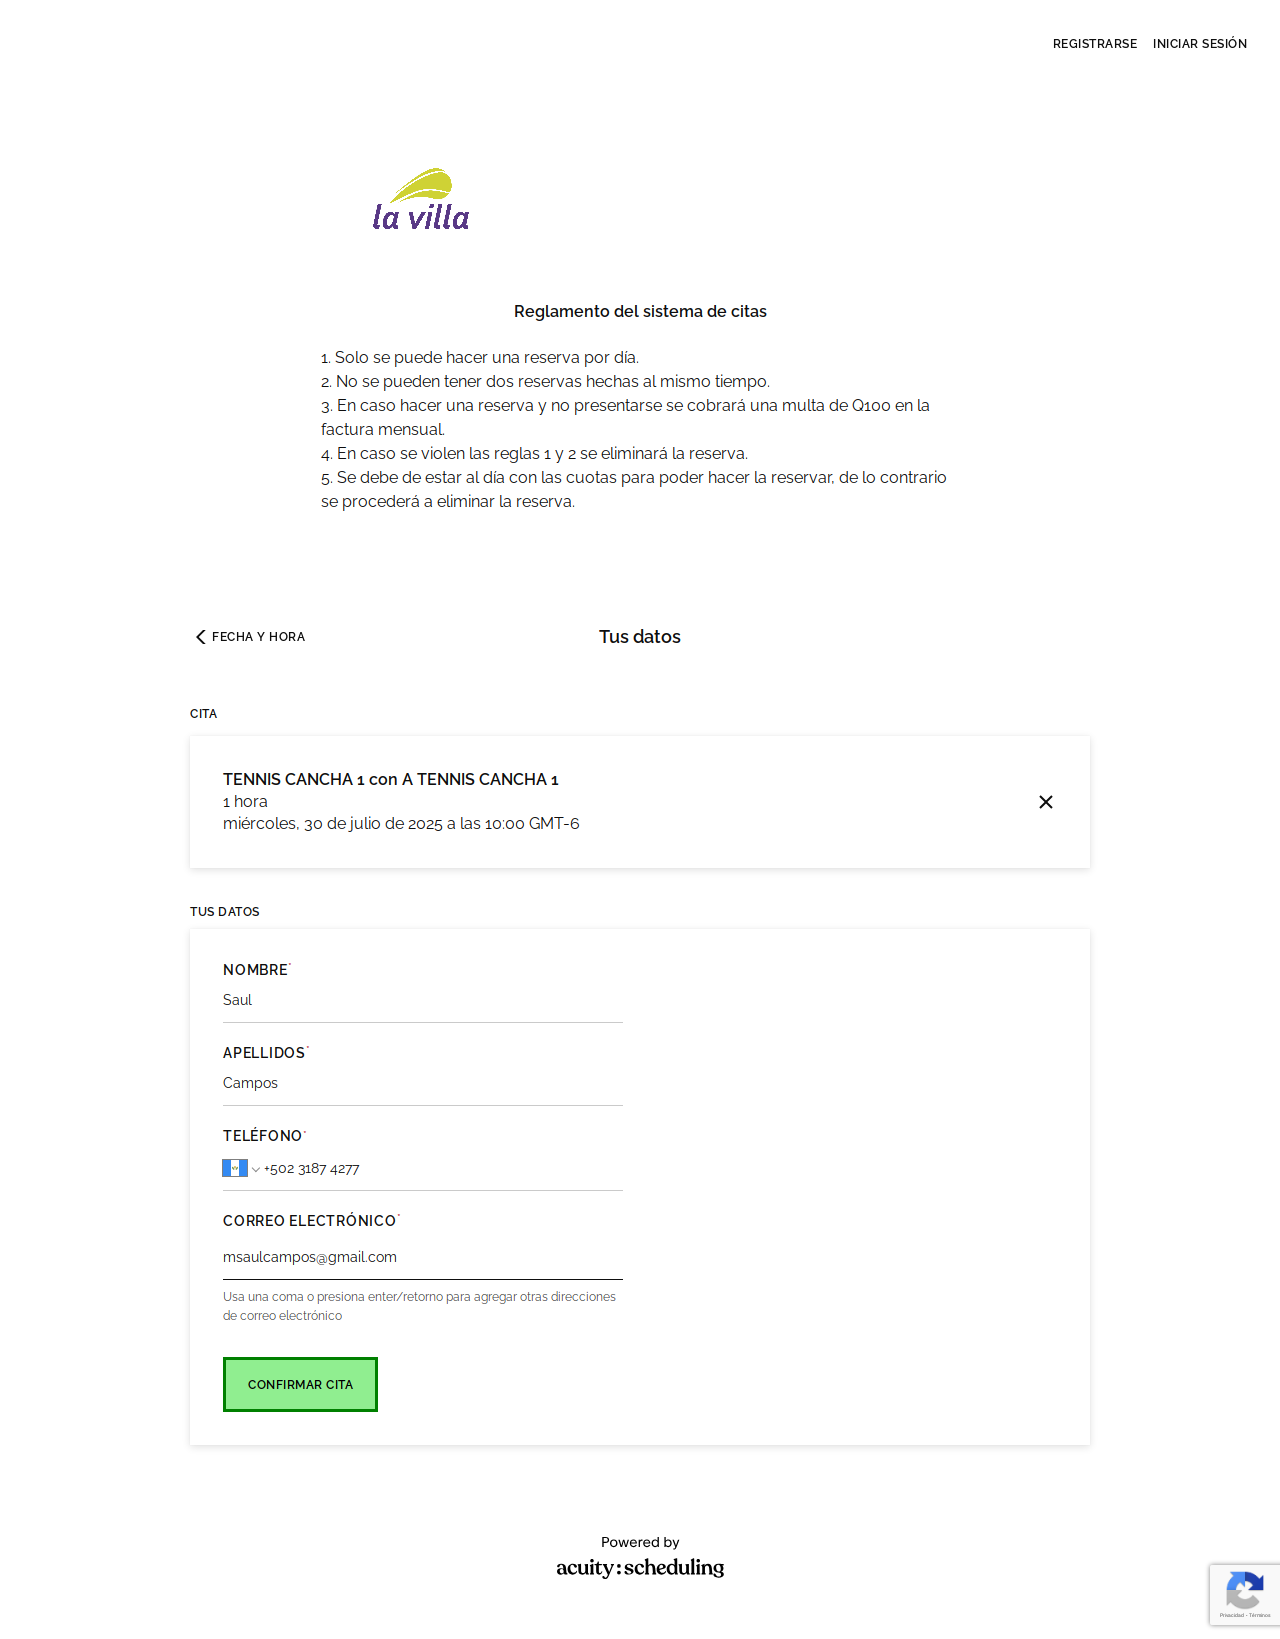 REGISTRARSE INICIAR SESIÓN
la villa
Reglamento del sistema de citas
1. Solo se puede hacer una reserva por día.
2. No se pueden tener dos reservas hechas al mismo tiempo.
3. En caso hacer una reserva y no presentarse se cobrará una multa de Q100 en la
factura mensual.
4. En caso se violen las reglas 1 y 2 se eliminará la reserva.
5. Se debe de estar al día con las cuotas para poder hacer la reservar, de lo contrario
se procederá a eliminar la reserva.
FECHA Y HORA
Tus datos
CITA
TENNIS CANCHA 1 con A TENNIS CANCHA 1
1 hora
miércoles, 30 de julio de 2025 a las 10:00 GMT-6
TUS DATOS
NOMBRE*
Saul
APELLIDOS*
Campos
TELÉFONO*
+502 3187 4277
CORREO ELECTRÓNICO*
msaulcampos@gmail.com
Usa una coma o presiona enter/retorno para agregar otras direcciones
de correo electrónico
CONFIRMAR CITA
Powered by
acuity:scheduling
Privacidad - Términos